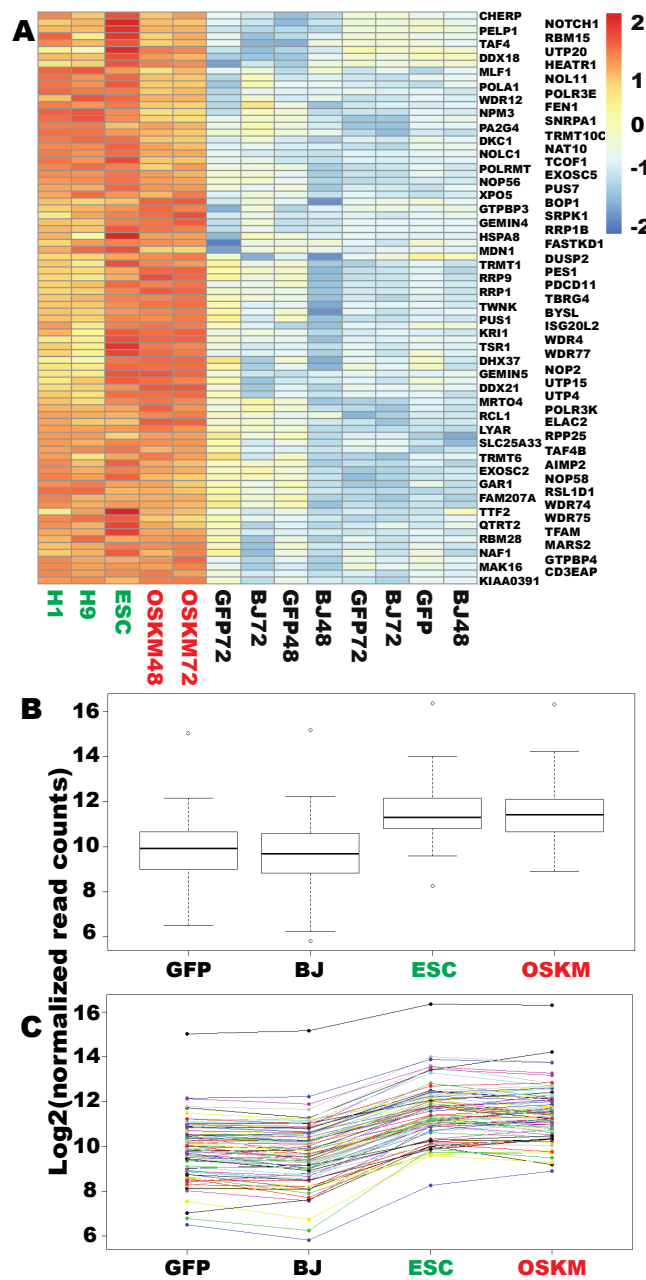 A
CHERP
PELP1
TAF4
DDX18
MLF1
POLA1
WDR12
NPM3
PA2G4
DKC1
NOLC1
POLRMT
NOP56
XPO5
GTPBP3
GEMIN4
HSPA8
MDN1
TRMT1
RRP9
RRP1
TWNK
PUS1
KRI1
TSR1
DHX37
GEMIN5
DDX21
MRTO4
RCL1
LYAR
SLC25A33
TRMT6
EXOSC2
GAR1
FAM207A
TTF2
QTRT2
RBM28
NAF1
MAK16
KIAA0391
NOTCH1
RBM15
UTP20
HEATR1
NOL11
POLR3E
FEN1
SNRPA1
TRMT10C
NAT10
TCOF1
EXOSC5
PUS7
BOP1
SRPK1
RRP1B
FASTKD1
DUSP2
PES1
PDCD11
TBRG4
BYSL
ISG20L2
WDR4
WDR77
NOP2
UTP15
UTP4
POLR3K
ELAC2
RPP25
TAF4B
AIMP2
NOP58
RSL1D1
WDR74
WDR75
TFAM
MARS2
GTPBP4
CD3EAP
2
1
0
-1
-2
H1
H9
ESC
OSKM48
OSKM72
GFP72
BJ72
GFP48
BJ48
GFP72
BJ72
GFP
BJ48
B
Log2(normalized read counts)
16
14
12
10
8
6
GFP
BJ
ESC
OSKM
C
16
14
12
10
8
6
GFP
BJ
ESC
OSKM